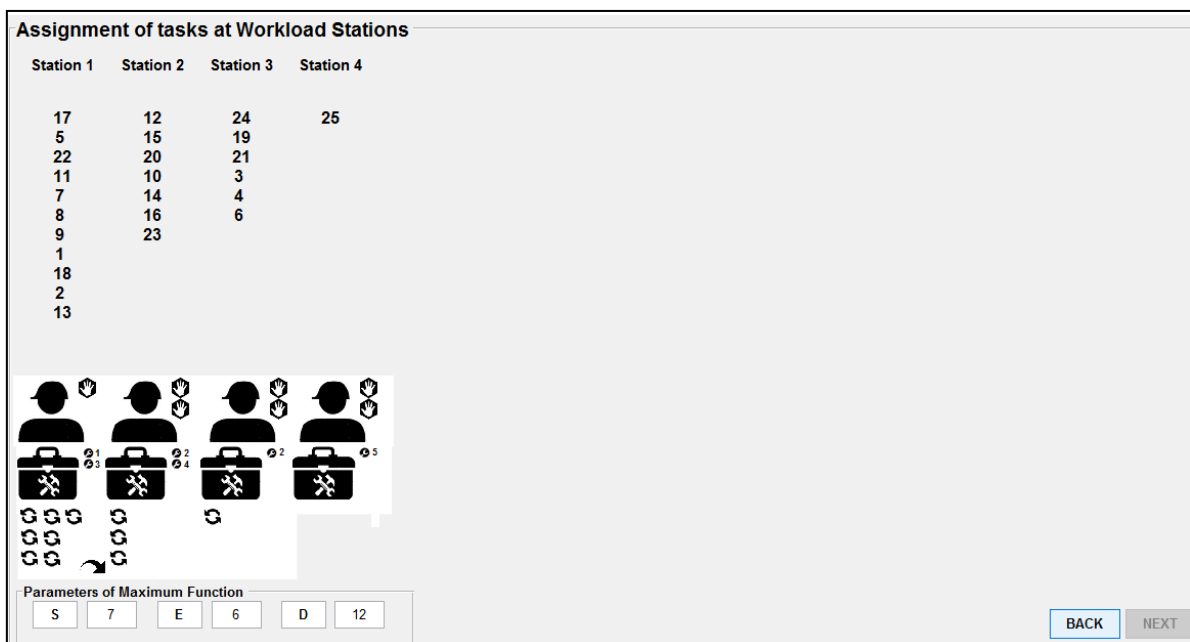 Assignment of tasks at Workload Stations
Station 1 Station 2 Station 3 Station 4
17 12 24 25
5 15 19
22 20 21
11 10 3
7 14 4
8 16 6
9 23
1
18
2
13
1 2 2 5
3 4
Parameters of Maximum Function
S 7 E 6 D 12
BACK NEXT